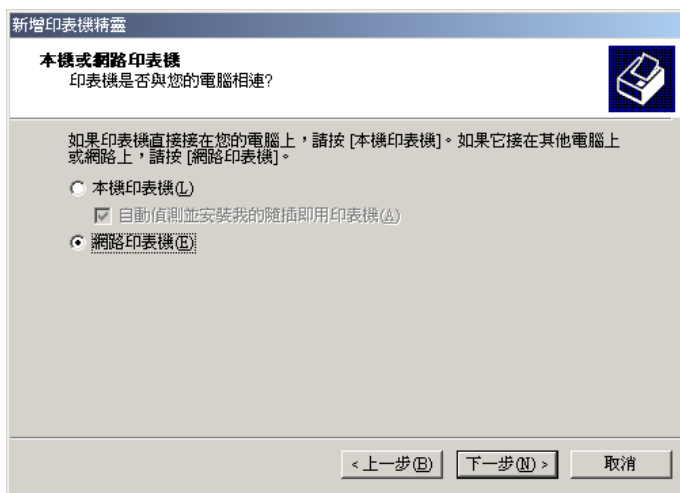 新增印表機精靈
本機或網路印表機
印表機是否與您的電腦相連?
如果印表機直接接在您的電腦上，請按 [本機印表機]。如果它接在其他電腦上
或網路上，請按 [網路印表機]。
本機印表機(L)
自動偵測並安裝我的隨插即用印表機(A)
網路印表機(E)
<上一步(B) 下一步(N)> 取消